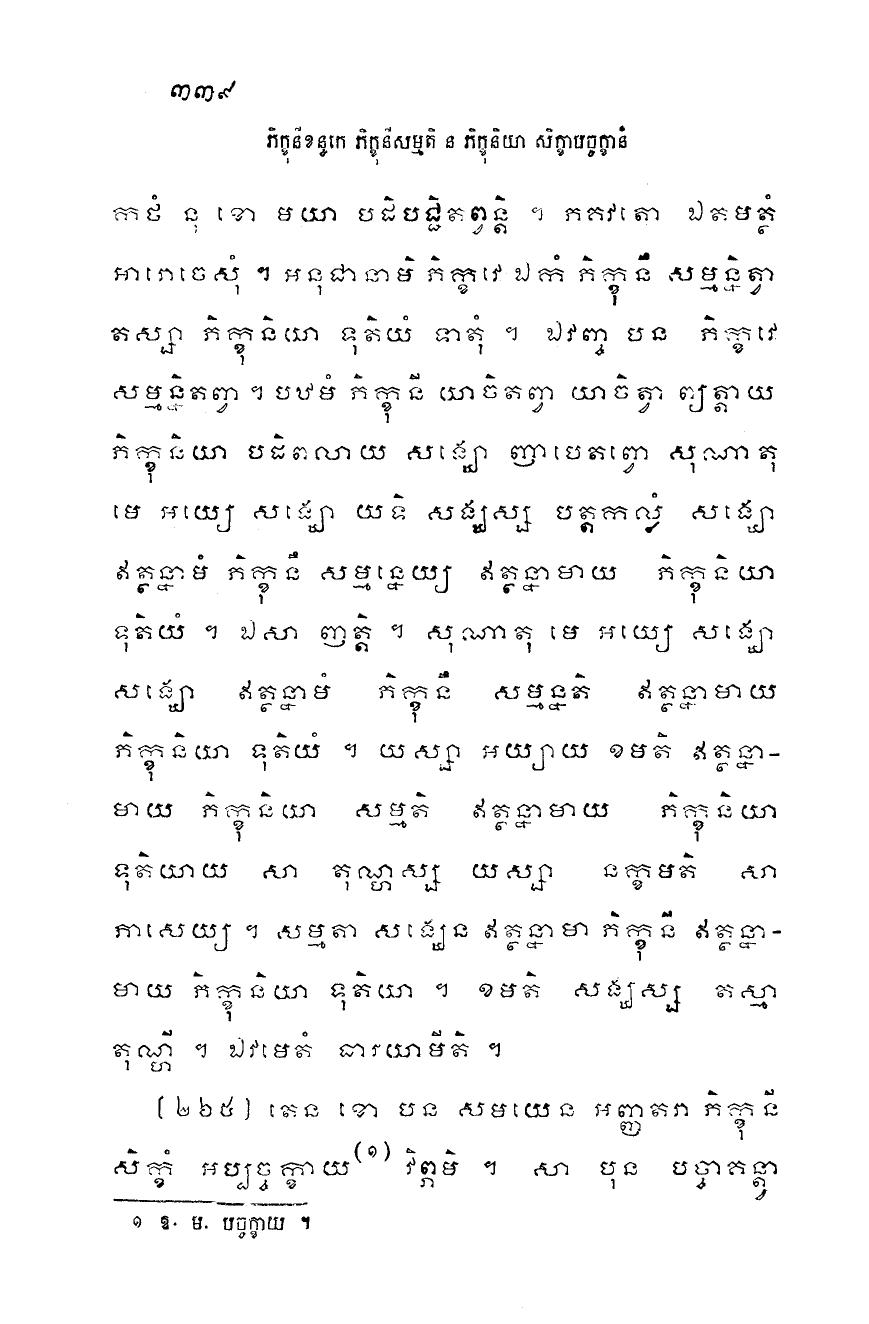 ៣៣៩
ភិក្ខុនីខន្ធកេ ភិក្ខុនីសម្មតិ ន ភិក្ខុនិយា សិក្ខាបច្ចក្ខានំ
កថំ នុ ខោ មយា បដិបជ្ជិតព្វន្តិ ។ ភគវតោ ឯតមត្ថំ
អារោចេសុំ ។ អនុជានាមិ ភិក្ខវេ ឯកំ ភិក្ខុនឹ សម្មន្និត្វា
តស្សា ភិក្ខុនិយា ទុតិយំ ទាតុំ ។ ឯវញ្ច បន ភិក្ខវេ
សម្មន្និតព្វា ។ បឋមំ ភិក្ខុនី យាចិតព្វា យាចិត្វា ព្យត្តាយ
ភិក្ខុនិយា បដិពលាយ សង្ឃោ ញាបេតព្វោ សុណាតុ
មេ អយ្យេ សង្ឃោ យទិ សង្ឃស្ស បត្តកល្លំ សង្ឃោ
ឥត្ថន្នាមំ ភិក្ខុនឹ សម្មន្នេយ្យ ឥត្ថន្នាមាយ ភិក្ខុនិយា
ទុតិយំ ។ ឯសា ញត្តិ ។ សុណាតុ មេ អយ្យេ សង្ឃោ
សង្ឃោ ឥត្ថន្នាមំ ភិក្ខុនឹ សម្មន្នតិ ឥត្ថន្នាមាយ
ភិក្ខុនិយា ទុតិយំ ។ យស្សា អយ្យាយ ខមតិ ឥត្ថន្នា-
មាយ ភិក្ខុនិយា សម្មតិ ឥត្ថន្នាមាយ ភិក្ខុនិយា
ទុតិយាយ សា តុណ្ហស្ស យស្សា នក្ខមតិ សា
ភាសេយ្យ ។ សម្មតា សង្ឃេន ឥត្ថន្នាមា ភិក្ខុនី ឥត្ថន្នា-
មាយ ភិក្ខុនិយា ទុតិយា ។ ខមតិ សង្ឃស្ស តស្មា
តុណ្ហី ។ ឯវមេតំ ធារយាមីតិ ។
(២៦៥) តេន ខោ បន សមយេន អញ្ញតរា ភិក្ខុនី
សិក្ខំ អប្បច្ចក្ខាយ(១) វិព្ភមិ ។ សា បុន បច្ចាគន្ត្វា
១ ឱ. ម. បច្ចក្ខាយ ។